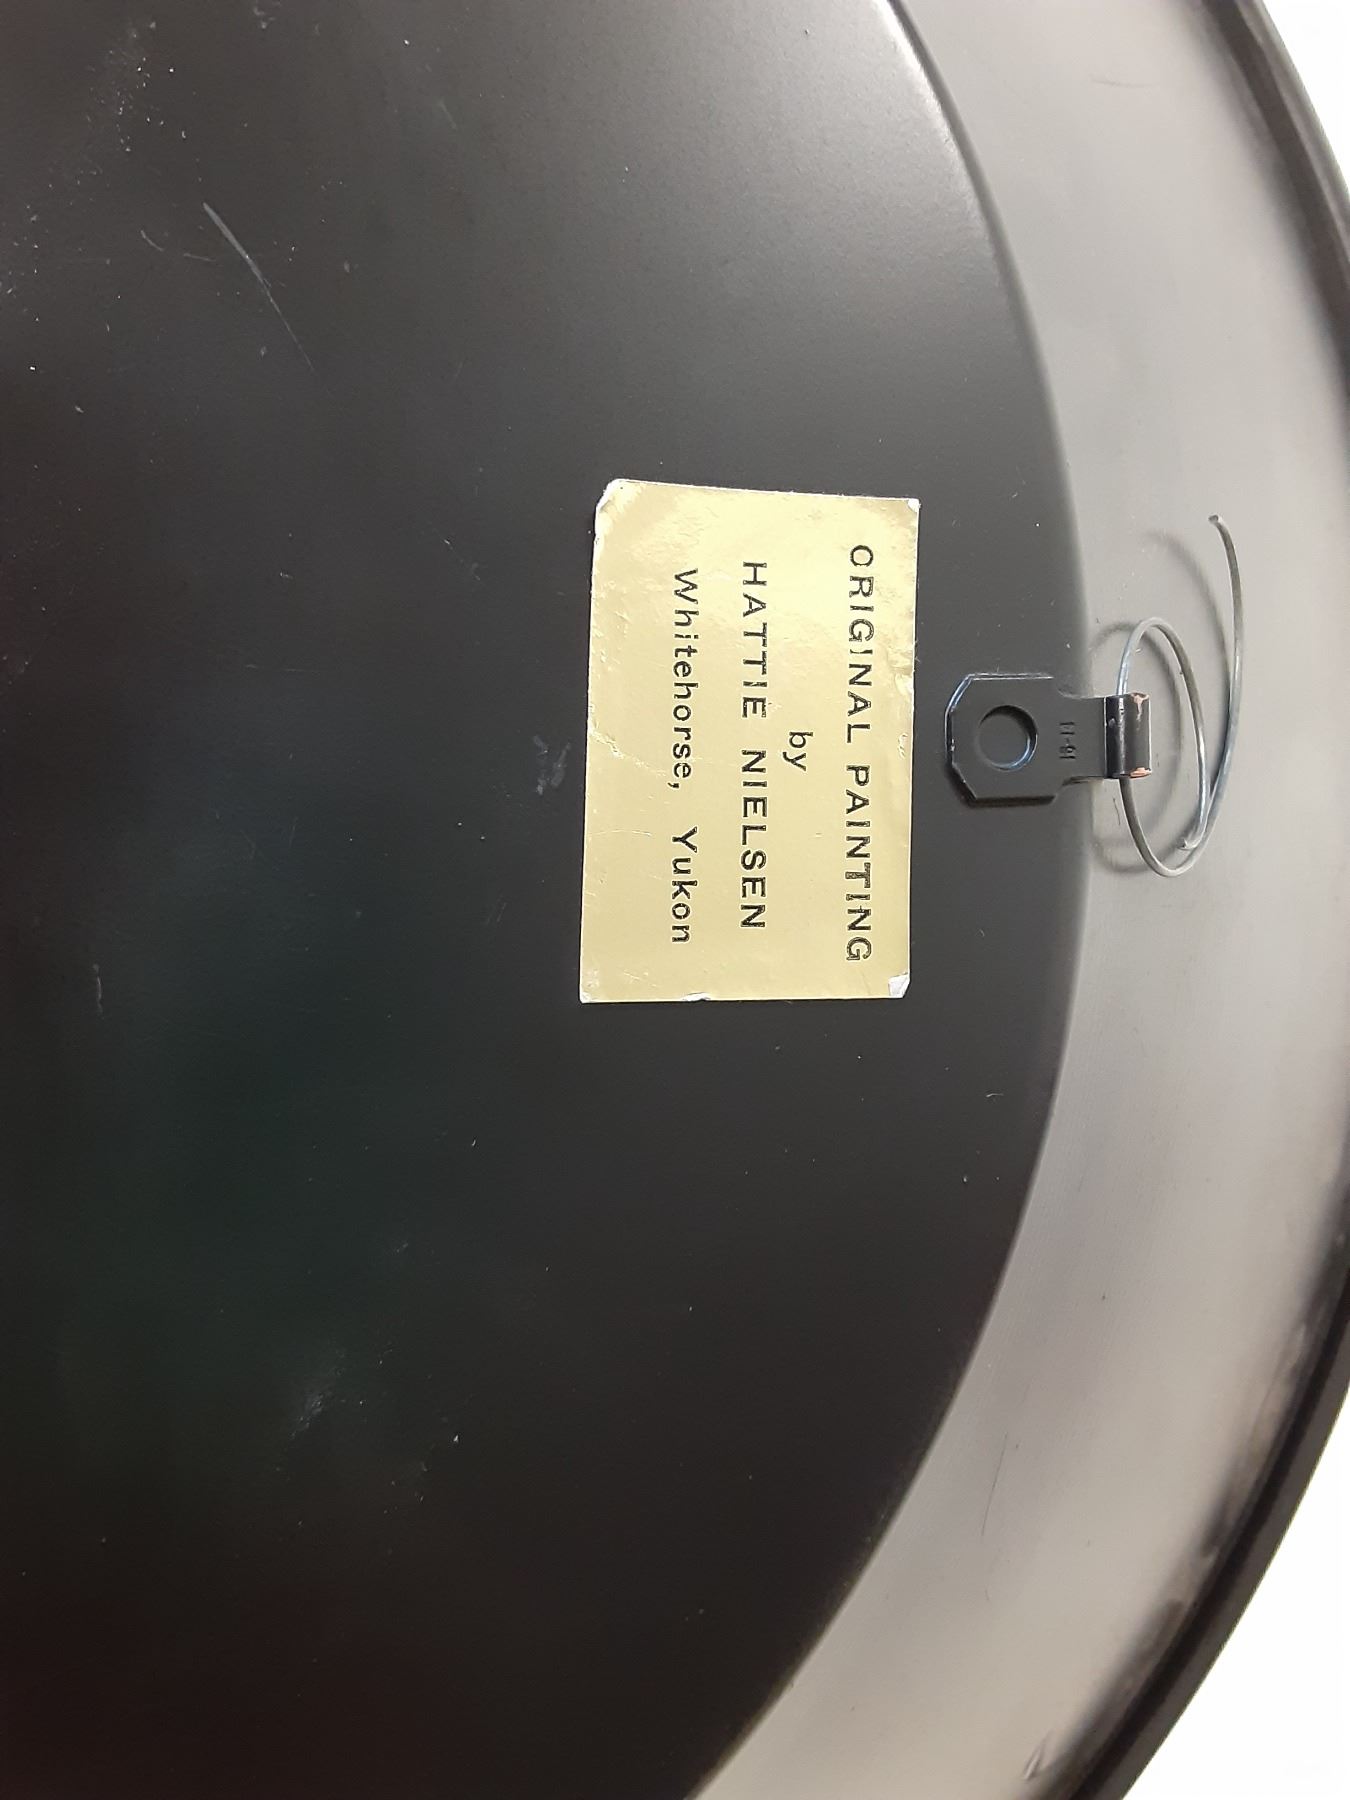 ORIGINAL PAINTING
by
HATTIE NIELSEN
Whitehorse, Yukon